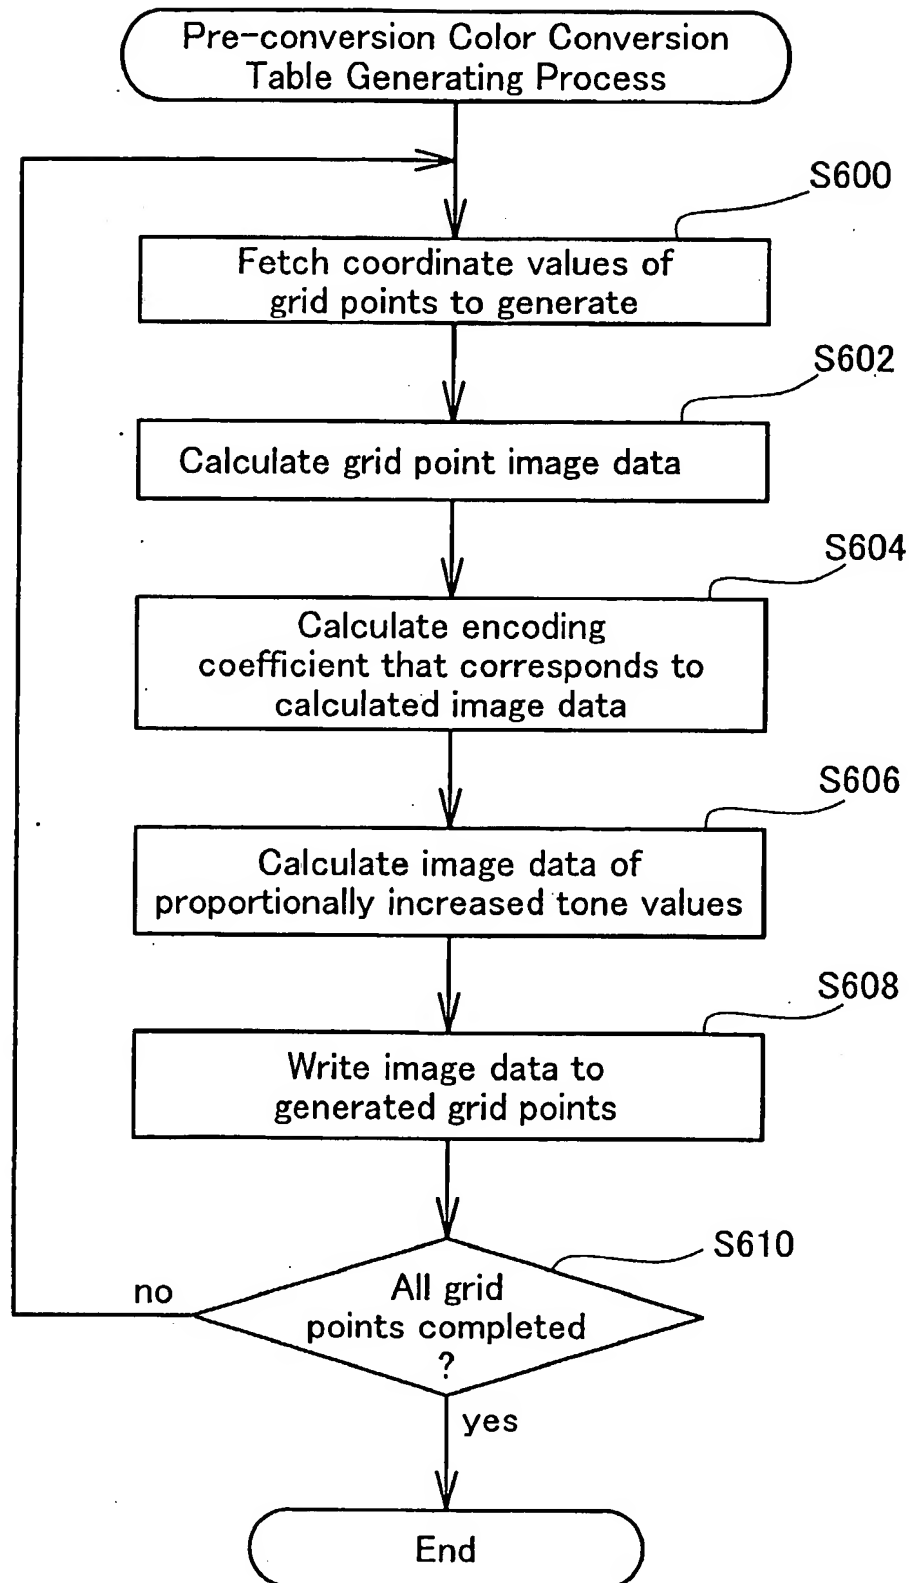 Pre-conversion Color Conversion
Table Generating Process
S600
Fetch coordinate values of
grid points to generate
S602
Calculate grid point image data
S604
Calculate encoding
coefficient that corresponds to
calculated image data
S606
Calculate image data of
proportionally increased tone values
S608
Write image data to
generated grid points
S610
All grid
points completed
?
no
yes
End